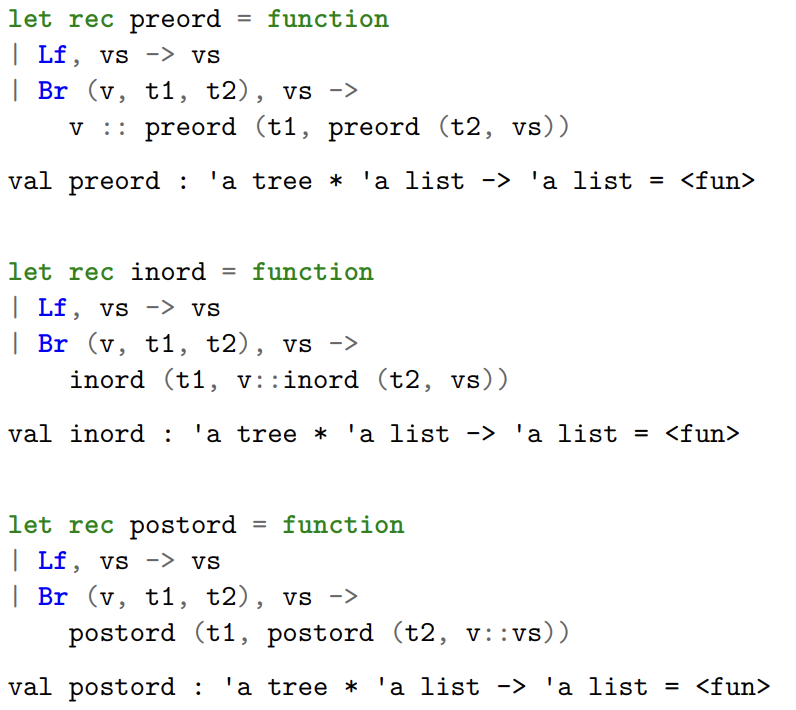 let rec preord = function
| Lf, vs -> vs
| Br (v, t1, t2), vs ->
    v :: preord (t1, preord (t2, vs))
val preord : 'a tree * 'a list -> 'a list = <fun>
let rec inord = function
| Lf, vs -> vs
| Br (v, t1, t2), vs ->
    inord (t1, v::inord (t2, vs))
val inord : 'a tree * 'a list -> 'a list = <fun>
let rec postord = function
| Lf, vs -> vs
| Br (v, t1, t2), vs ->
    postord (t1, postord (t2, v::vs))
val postord : 'a tree * 'a list -> 'a list = <fun>